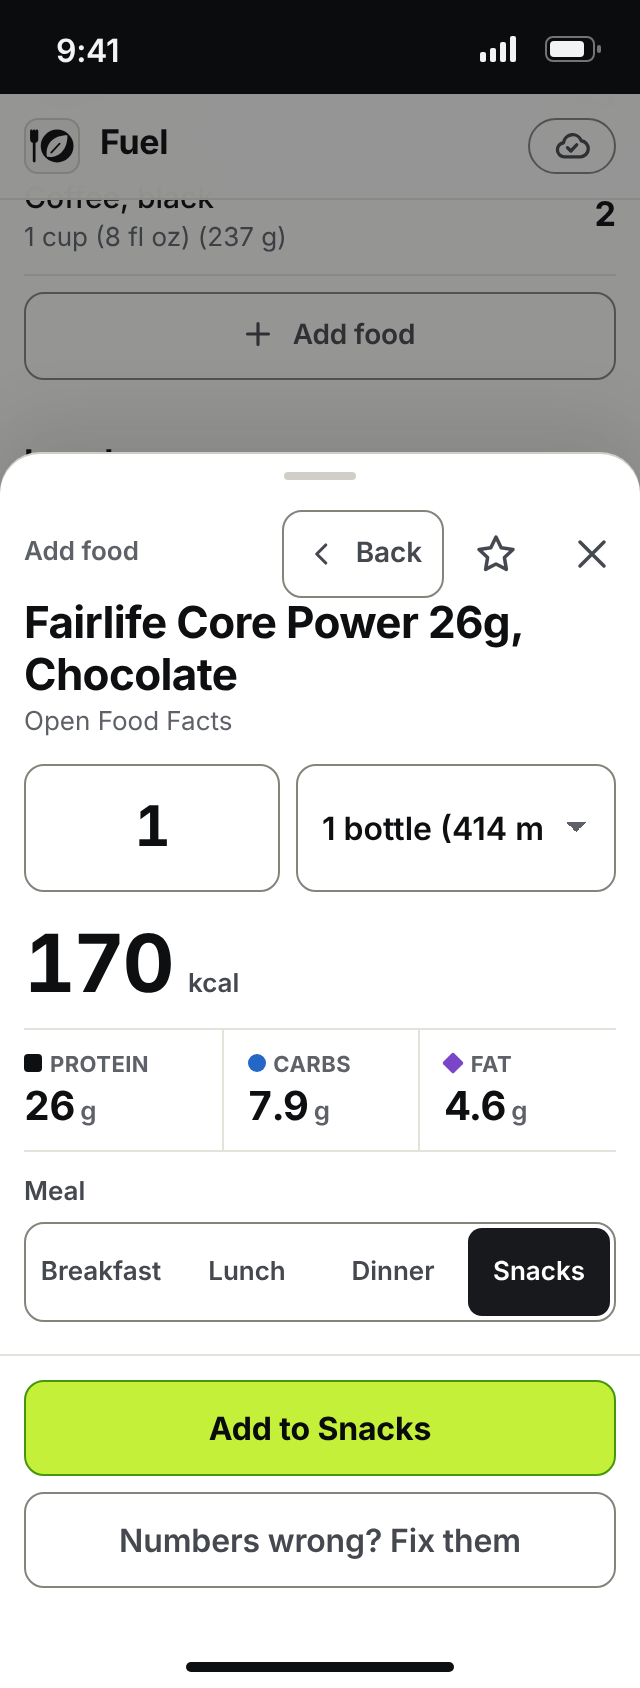 9:41
Fuel
Coffee, black
2
1 cup (8 fl oz) (237 g)
Add food
Add food
Back
Fairlife Core Power 26g,
Chocolate
Open Food Facts
1
1 bottle (414 m
170 kcal
PROTEIN
CARBS
FAT
26 g
7.9 g
4.6 g
Meal
Breakfast
Lunch
Dinner
Snacks
Add to Snacks
Numbers wrong? Fix them